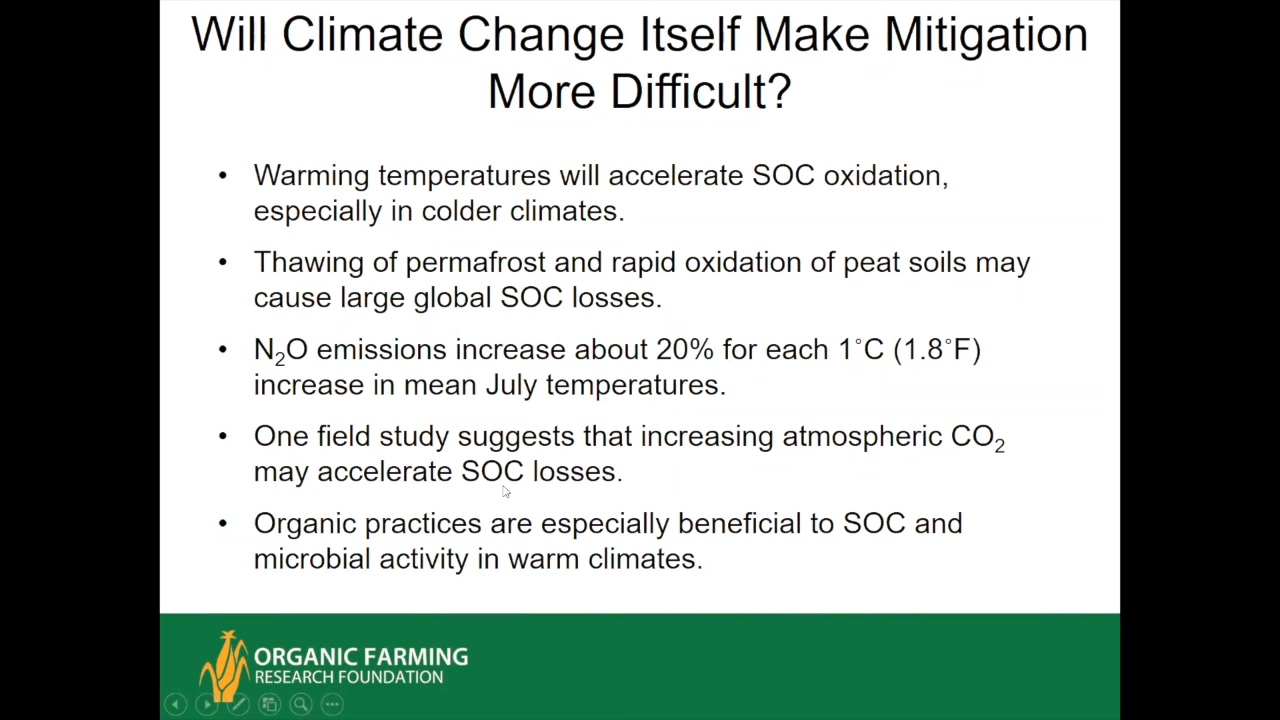 Will Climate Change Itself Make Mitigation
More Difficult?
• Warming temperatures will accelerate SOC oxidation,
especially in colder climates.
• Thawing of permafrost and rapid oxidation of peat soils may
cause large global SOC losses.
• N₂O emissions increase about 20% for each 1°C (1.8°F)
increase in mean July temperatures.
• One field study suggests that increasing atmospheric CO₂
may accelerate SOC losses.
• Organic practices are especially beneficial to SOC and
microbial activity in warm climates.
ORGANIC FARMING
RESEARCH FOUNDATION